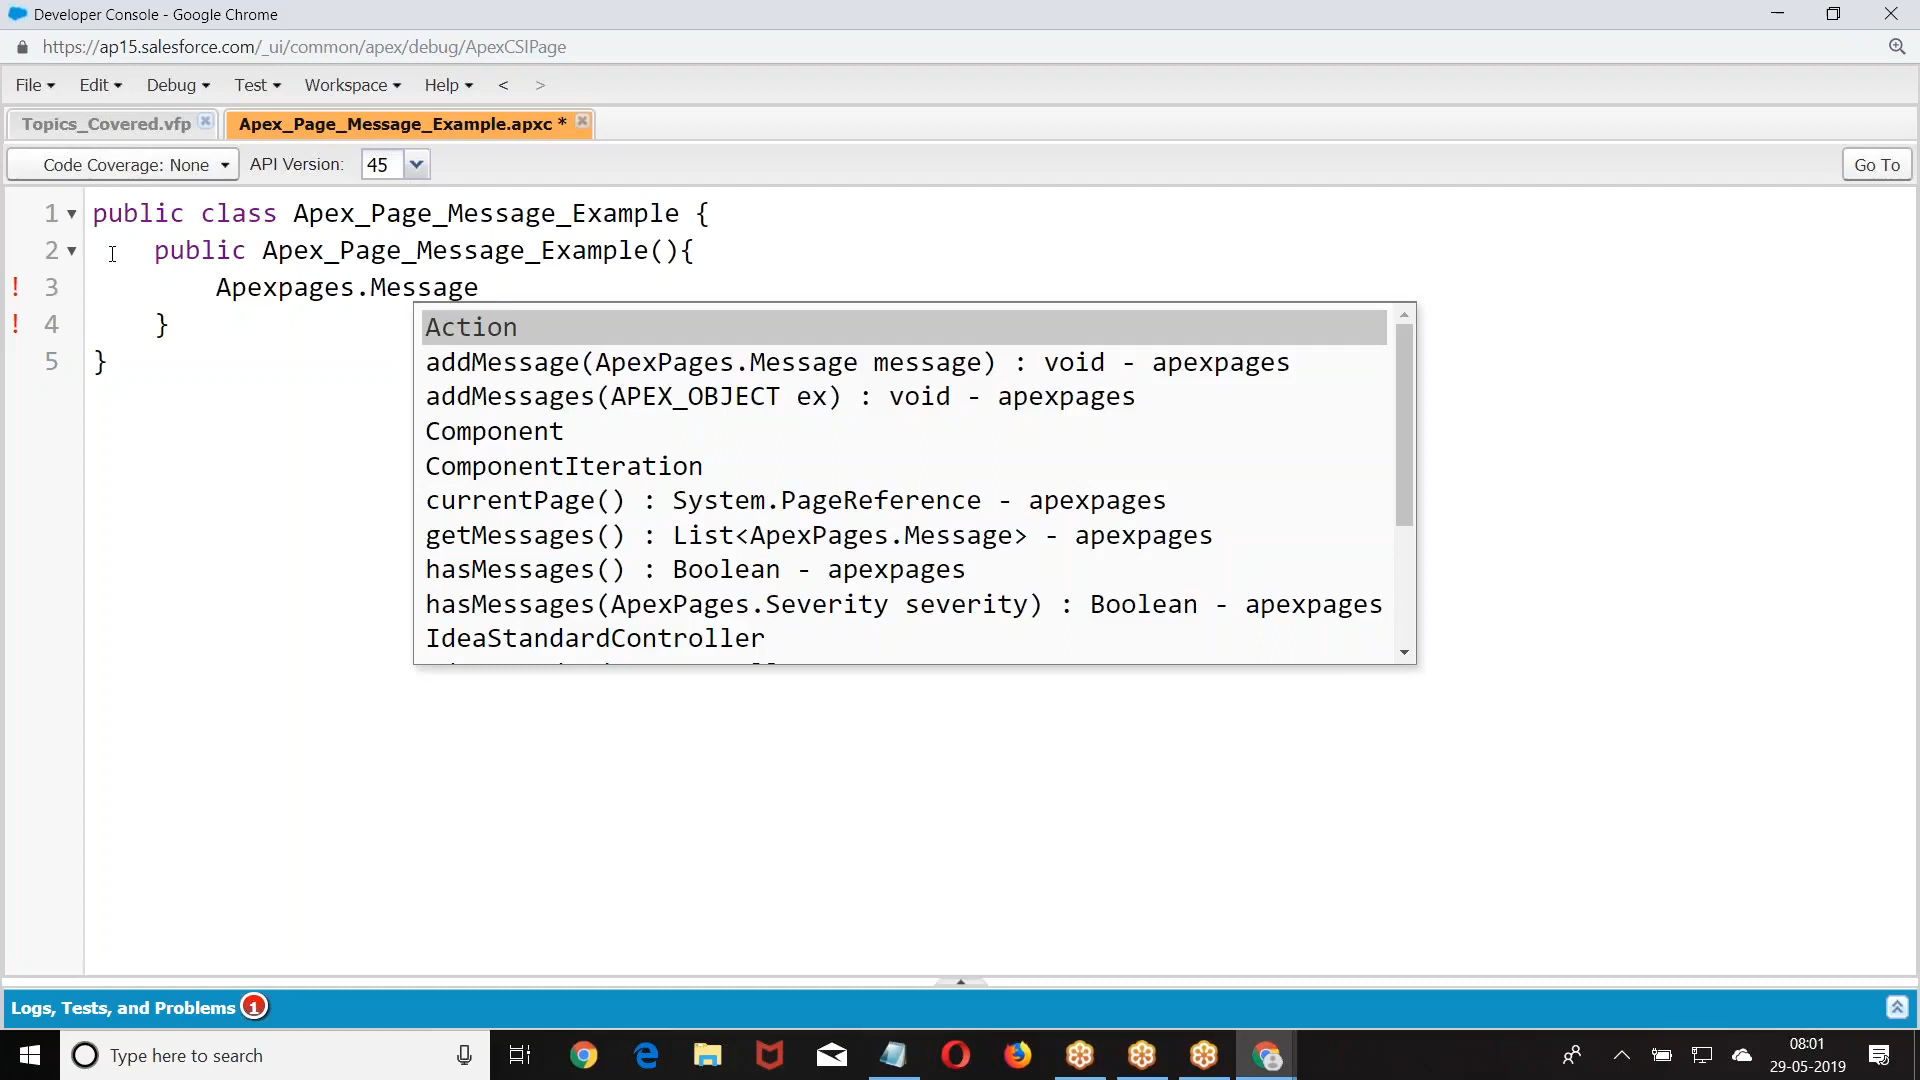 Developer Console - Google Chrome
https://ap15.salesforce.com/_ui/common/apex/debug/ApexCSIPage
File Edit Debug Test Workspace Help < >
Topics_Covered.vfp Apex_Page_Message_Example.apxc *
Code Coverage: None API Version: 45 Go To
1 public class Apex_Page_Message_Example {
2 public Apex_Page_Message_Example(){
! 3 Apexpages.Message
! 4 }
5 }
Action
addMessage(ApexPages.Message message) : void - apexpages
addMessages(APEX_OBJECT ex) : void - apexpages
Component
ComponentIteration
currentPage() : System.PageReference - apexpages
getMessages() : List<ApexPages.Message> - apexpages
hasMessages() : Boolean - apexpages
hasMessages(ApexPages.Severity severity) : Boolean - apexpages
IdeaStandardController
Logs, Tests, and Problems 1
Type here to search
08:01
29-05-2019